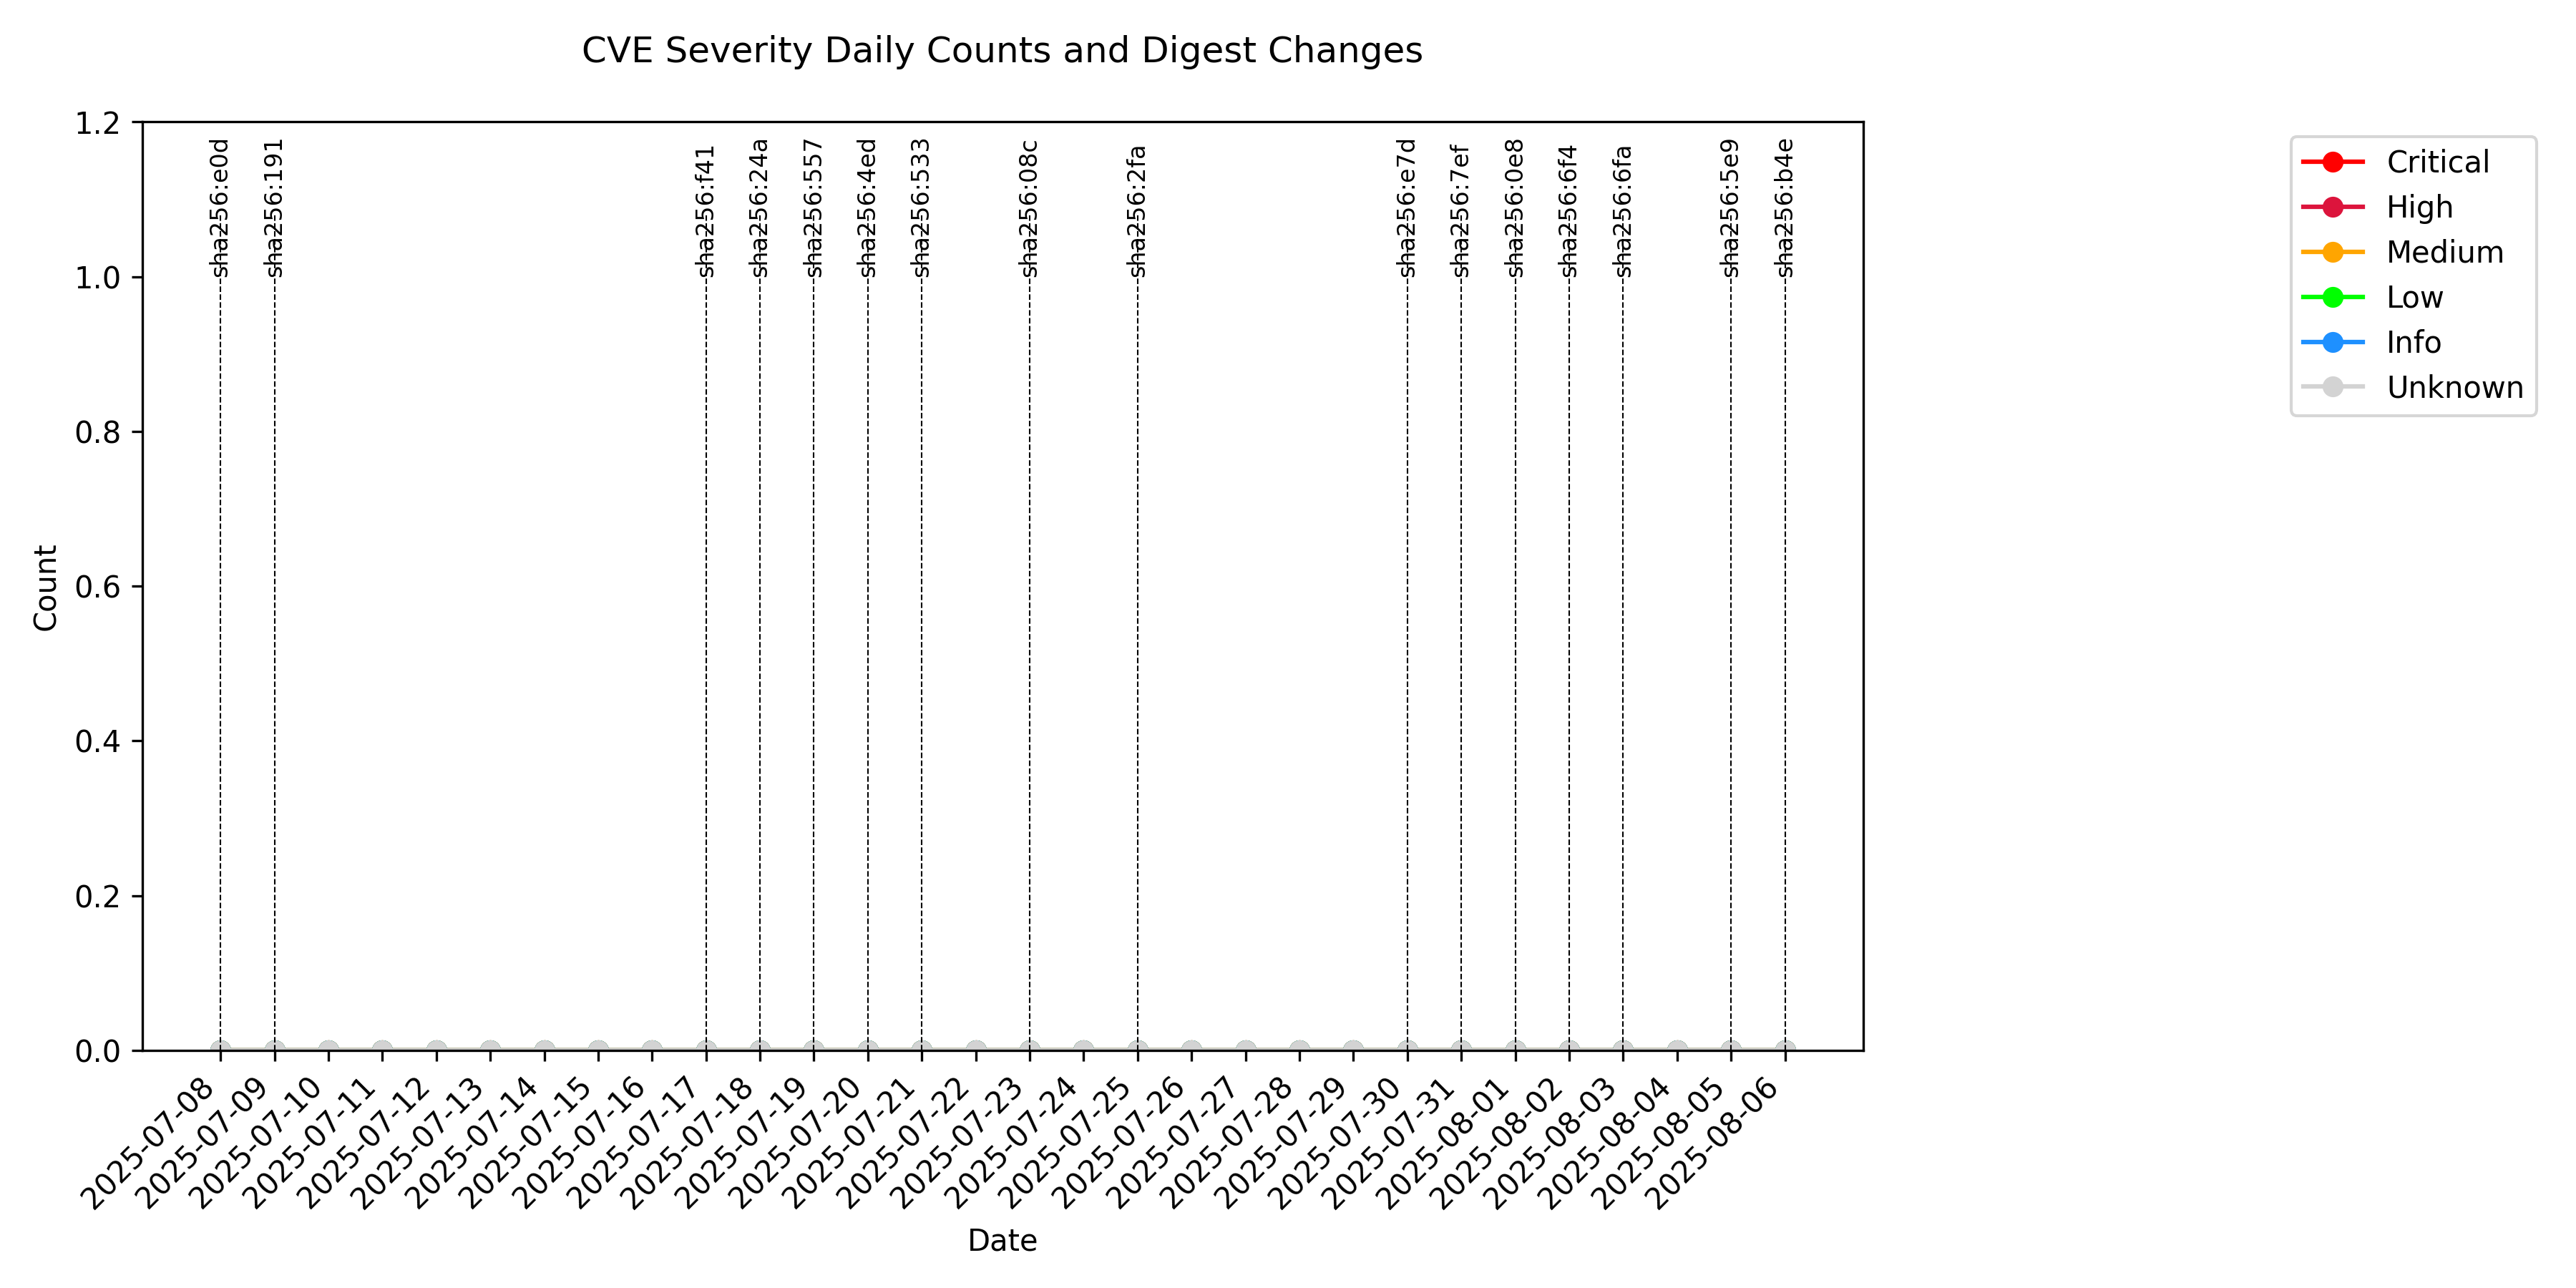 CVE Severity Daily Counts and Digest Changes
1.2
1.0
0.8
0.6
0.4
0.2
0.0
Count
sha256:e0d
sha256:191
sha256:f41
sha256:24a
sha256:557
sha256:4ed
sha256:533
sha256:08c
sha256:2fa
sha256:e7d
sha256:7ef
sha256:0e8
sha256:6f4
sha256:6fa
sha256:5e9
sha256:b4e
Critical
High
Medium
Low
Info
Unknown
2025-07-08
2025-07-09
2025-07-10
2025-07-11
2025-07-12
2025-07-13
2025-07-14
2025-07-15
2025-07-16
2025-07-17
2025-07-18
2025-07-19
2025-07-20
2025-07-21
2025-07-22
2025-07-23
2025-07-24
2025-07-25
2025-07-26
2025-07-27
2025-07-28
2025-07-29
2025-07-30
2025-07-31
2025-08-01
2025-08-02
2025-08-03
2025-08-04
2025-08-05
2025-08-06
Date